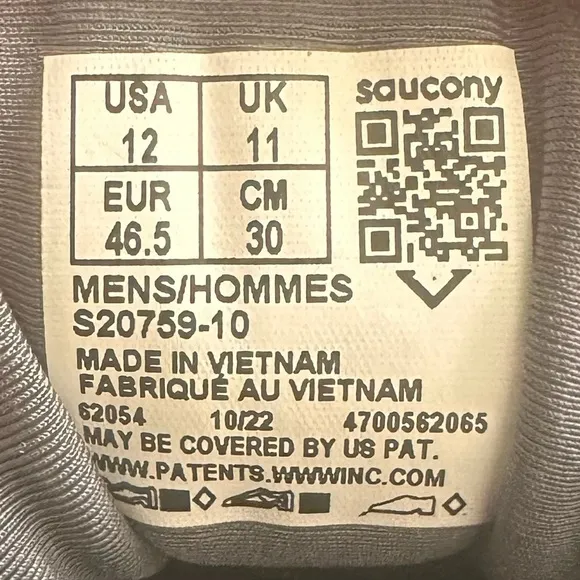 saucony
USA UK
12 11
EUR CM
46.5 30
MENS/HOMMES
S20759-10
MADE IN VIETNAM
FABRIQUÉ AU VIETNAM
62054 10/22 4700562065
MAY BE COVERED BY US PAT.
WWW.PATENTS.WWWINC.COM